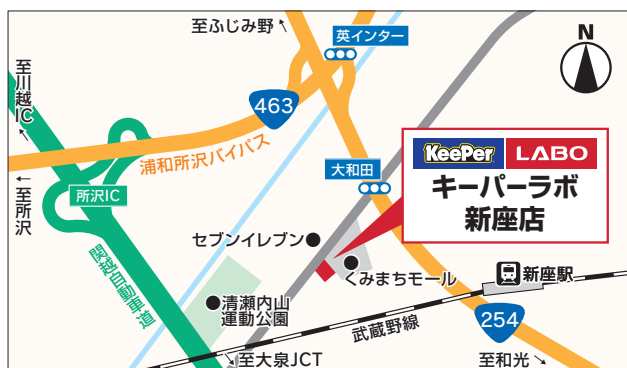 至ふじみ野
英インター
N
至川越IC
463
浦和所沢バイパス
大和田
KeePer LABO
キーパーラボ
新座店
至所沢
所沢IC
関越自動車道
セブンイレブン
くみまちモール
新座駅
清瀬内山
運動公園
武蔵野線
254
至大泉JCT
至和光